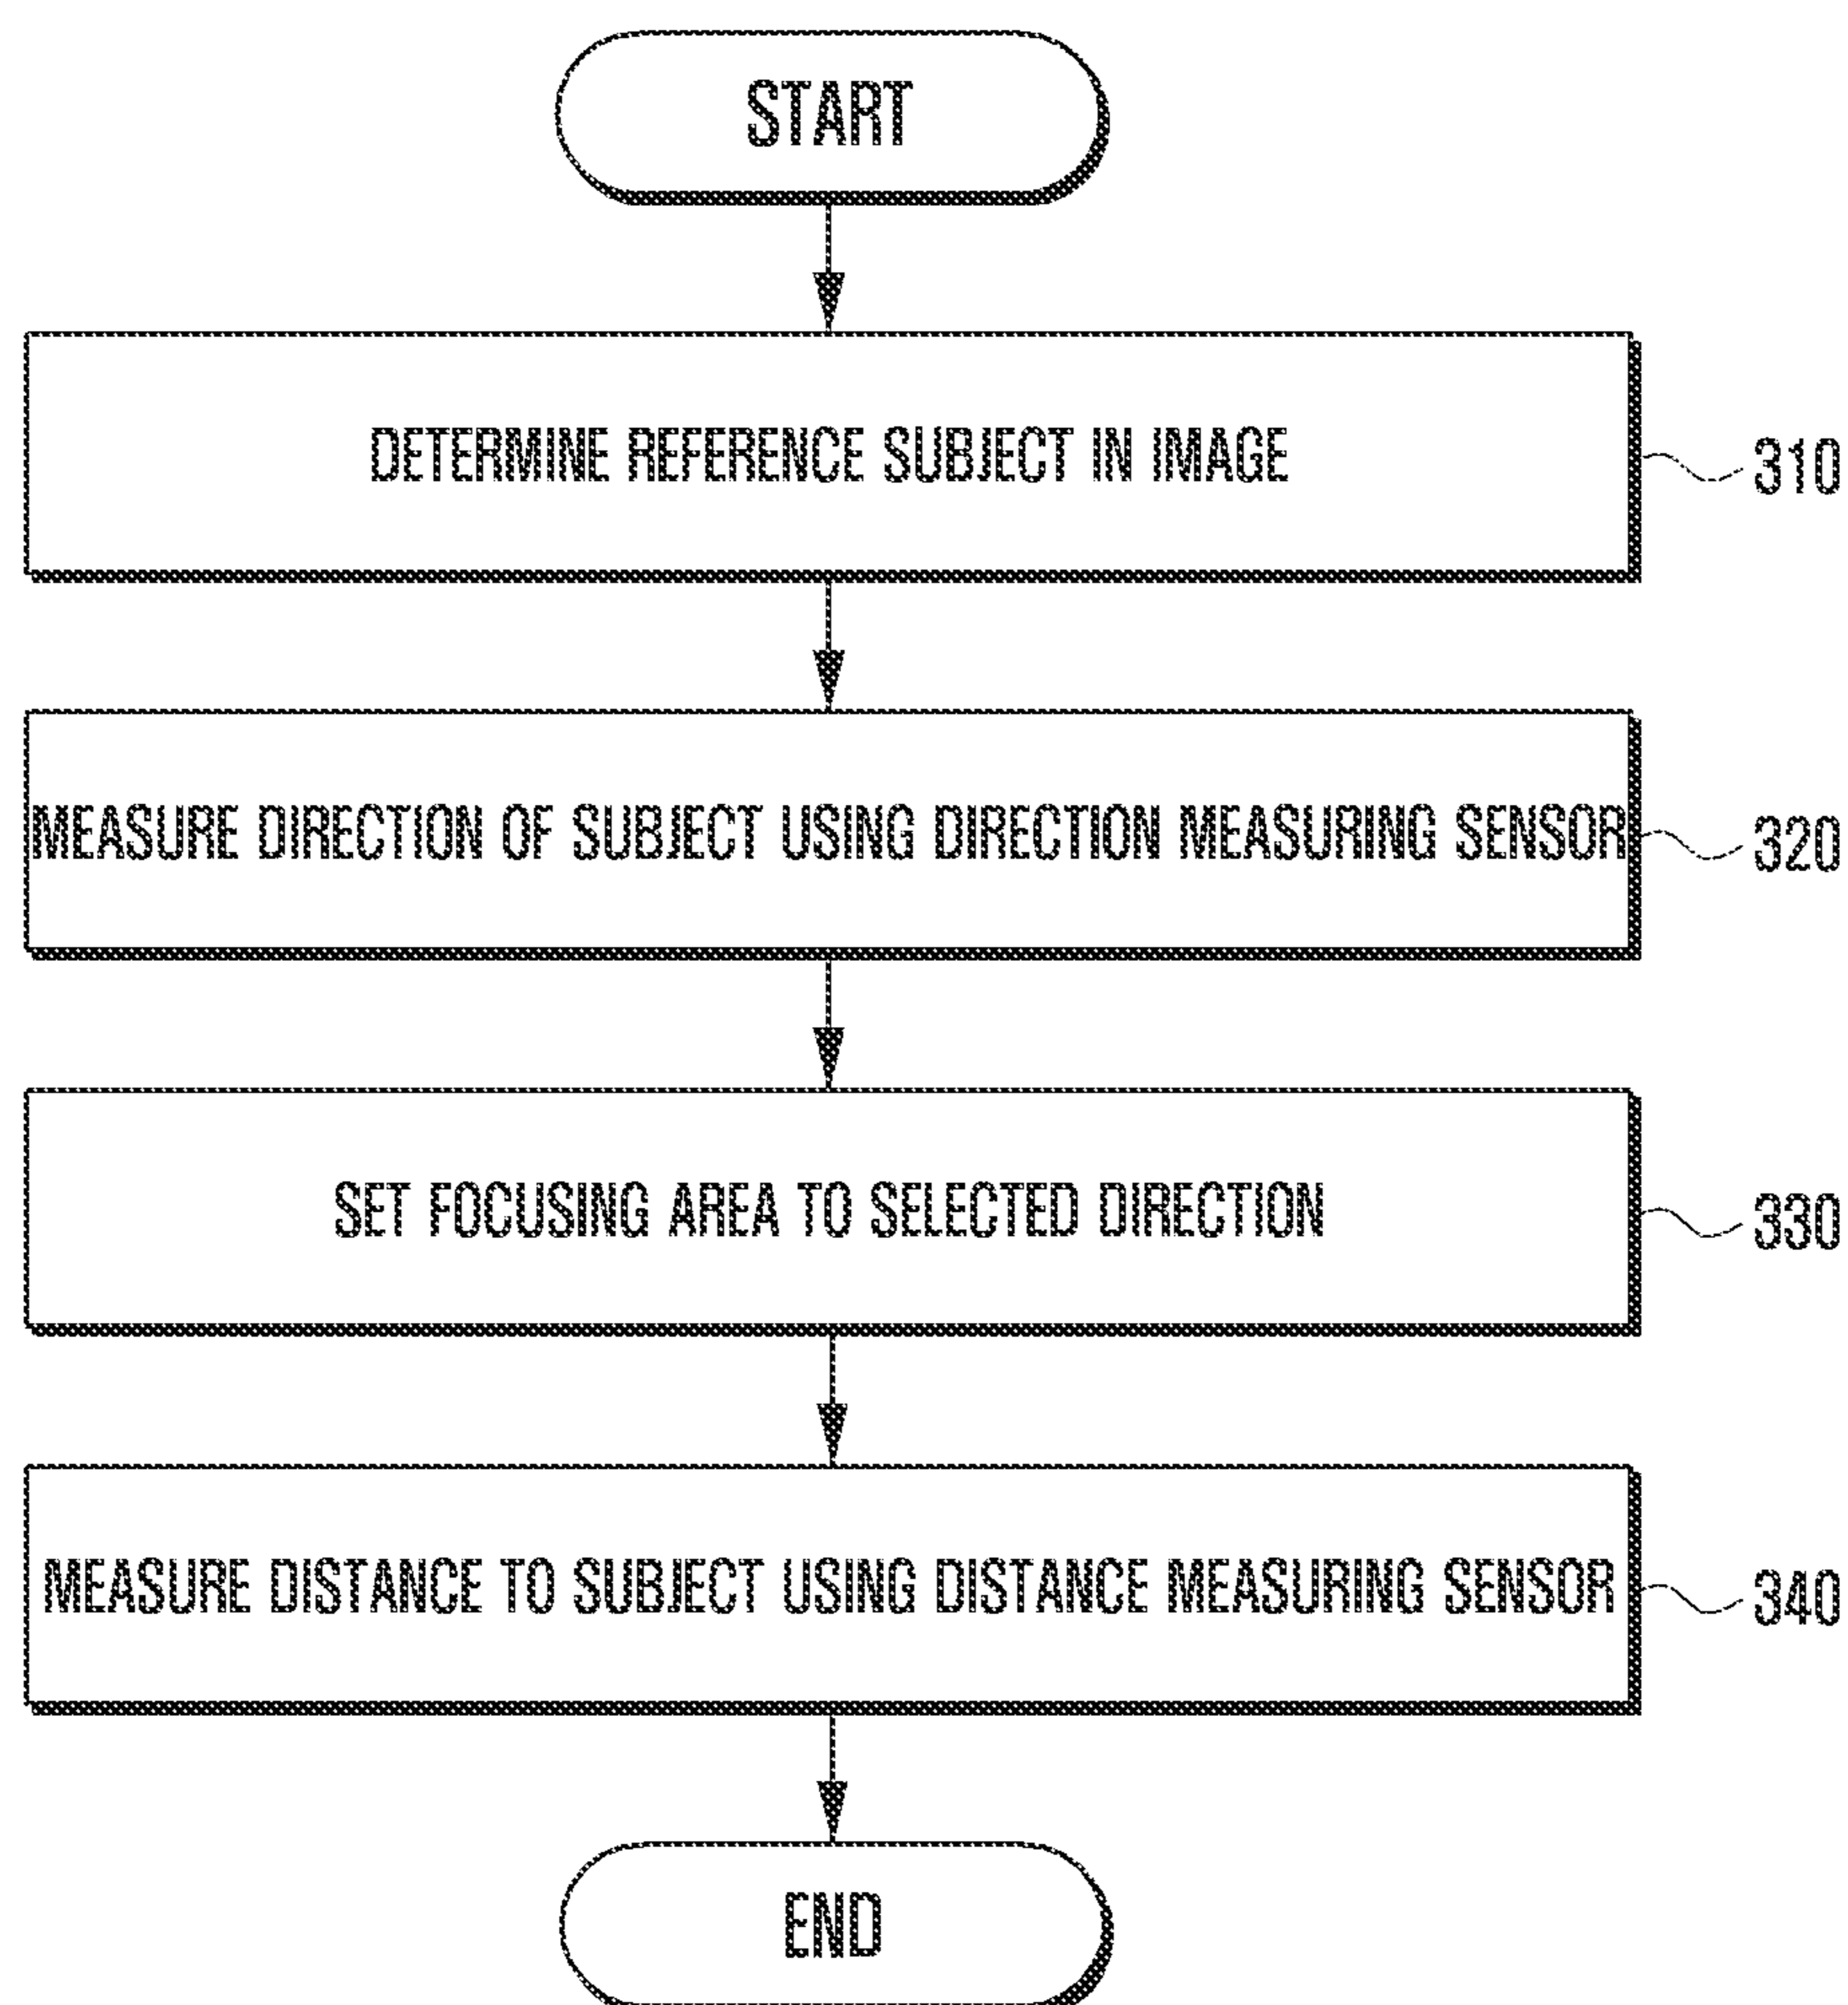 START
DETERMINE REFERENCE SUBJECT IN IMAGE
310
MEASURE DIRECTION OF SUBJECT USING DIRECTION MEASURING SENSOR
320
SET FOCUSING AREA TO SELECTED DIRECTION
330
MEASURE DISTANCE TO SUBJECT USING DISTANCE MEASURING SENSOR
340
END